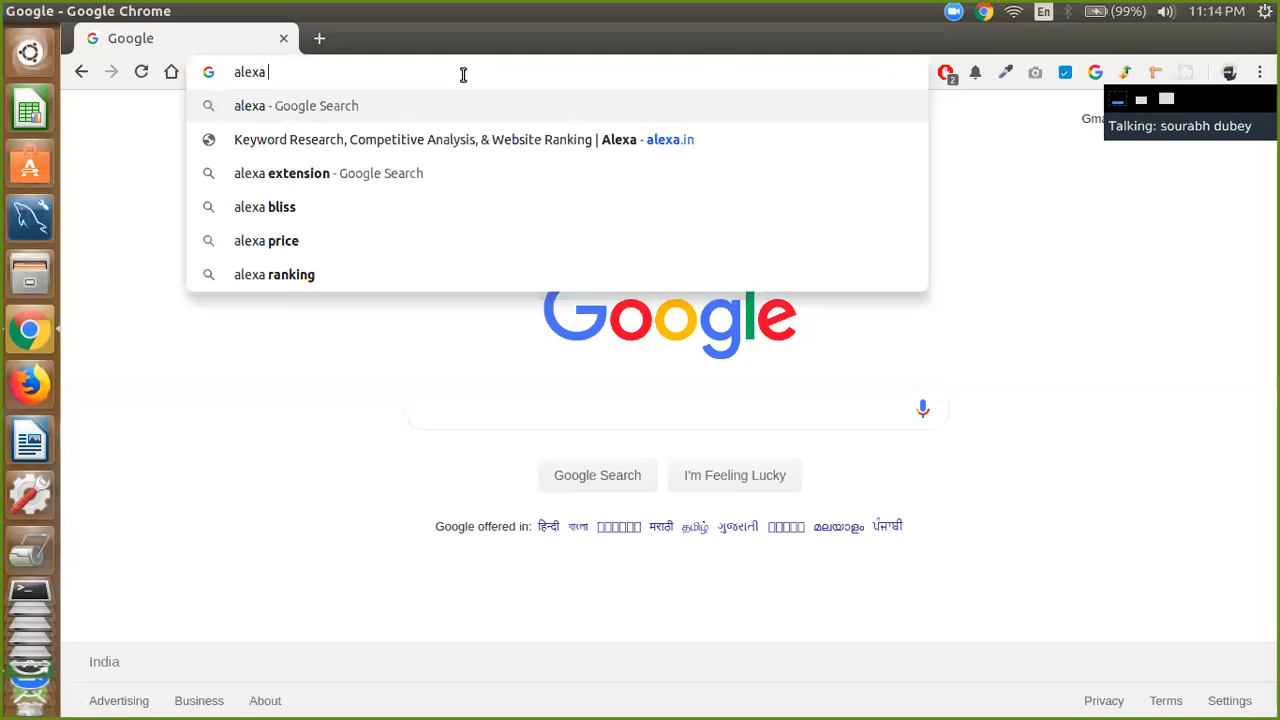 Google - Google Chrome
En
(99%)
11:14 PM
Google
alexa
2
alexa - Google Search
Keyword Research, Competitive Analysis, & Website Ranking | Alexa - alexa.in
alexa extension - Google Search
alexa bliss
alexa price
alexa ranking
Gma
Talking: sourabh dubey
Google
Google Search
I'm Feeling Lucky
Google offered in: हिन्दी বাংলা मराठी தமிழ் ગુજરાતી മലയാളം ਪੰਜਾਬੀ
India
Advertising
Business
About
Privacy
Terms
Settings